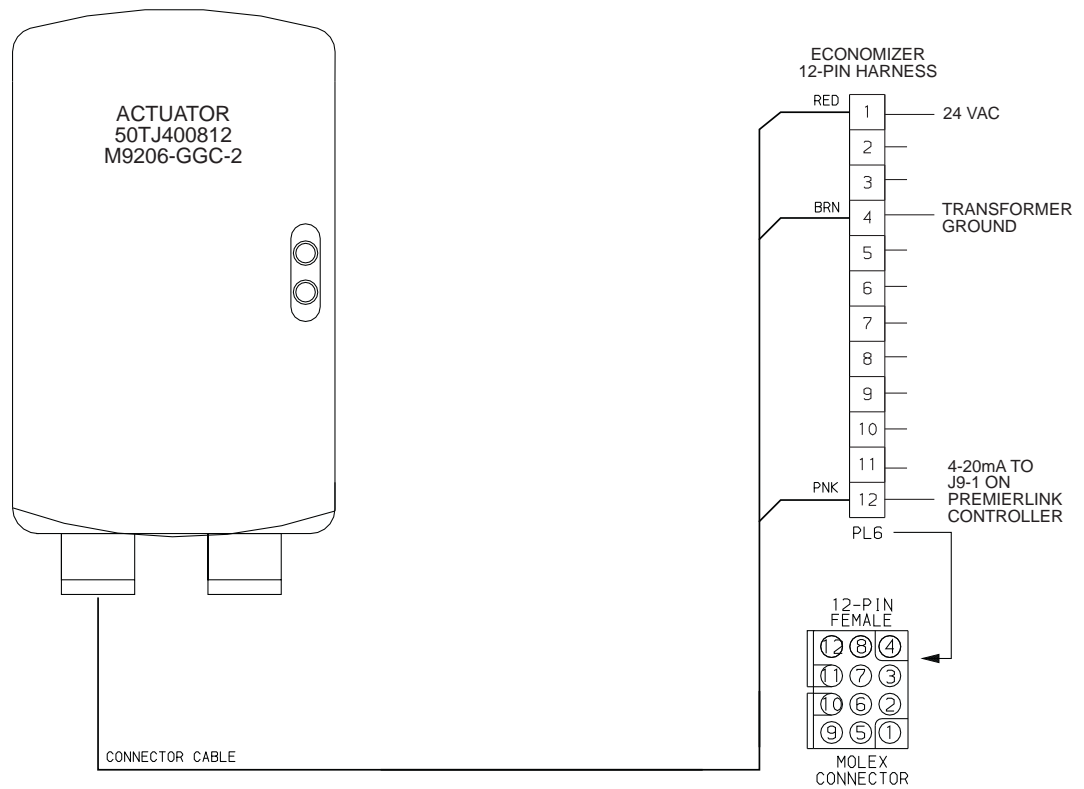 ACTUATOR
50TJ400812
M9206-GGC-2
ECONOMIZER
12-PIN HARNESS
RED
1
24 VAC
2
3
BRN
4
TRANSFORMER
GROUND
5
6
7
8
9
10
11
PNK
12
4-20mA TO
J9-1 ON
PREMIERLINK
CONTROLLER
PL6
12-PIN
FEMALE
12 8 4
11 7 3
10 6 2
9 5 1
MOLEX
CONNECTOR
CONNECTOR CABLE